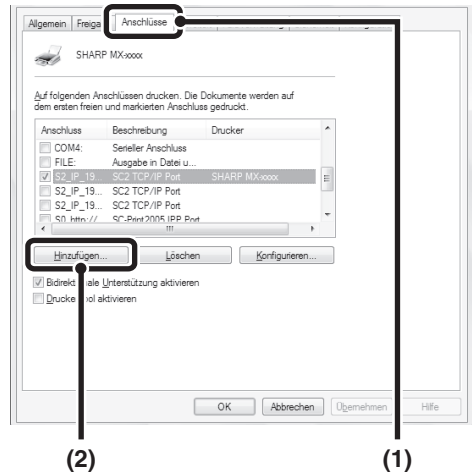 Allgemein Freiga Anschlüsse
SHARP MX-xxxx
Auf folgenden Anschlüssen drucken. Die Dokumente werden auf
dem ersten freien und markierten Anschluss gedruckt.
Anschluss Beschreibung Drucker
COM4: Serieller Anschluss
FILE: Ausgabe in Datei u...
S2_IP_19... SC2 TCP/IP Port SHARP MX-xxxx
S2_IP_19... SC2 TCP/IP Port
S2_IP_19... SC2 TCP/IP Port
S0_http://... SC-Print2005 IPP Port
Hinzufügen... Löschen Konfigurieren...
Bidirektionale Unterstützung aktivieren
Drucke ool aktivieren
OK Abbrechen Übernehmen Hilfe
(2) (1)